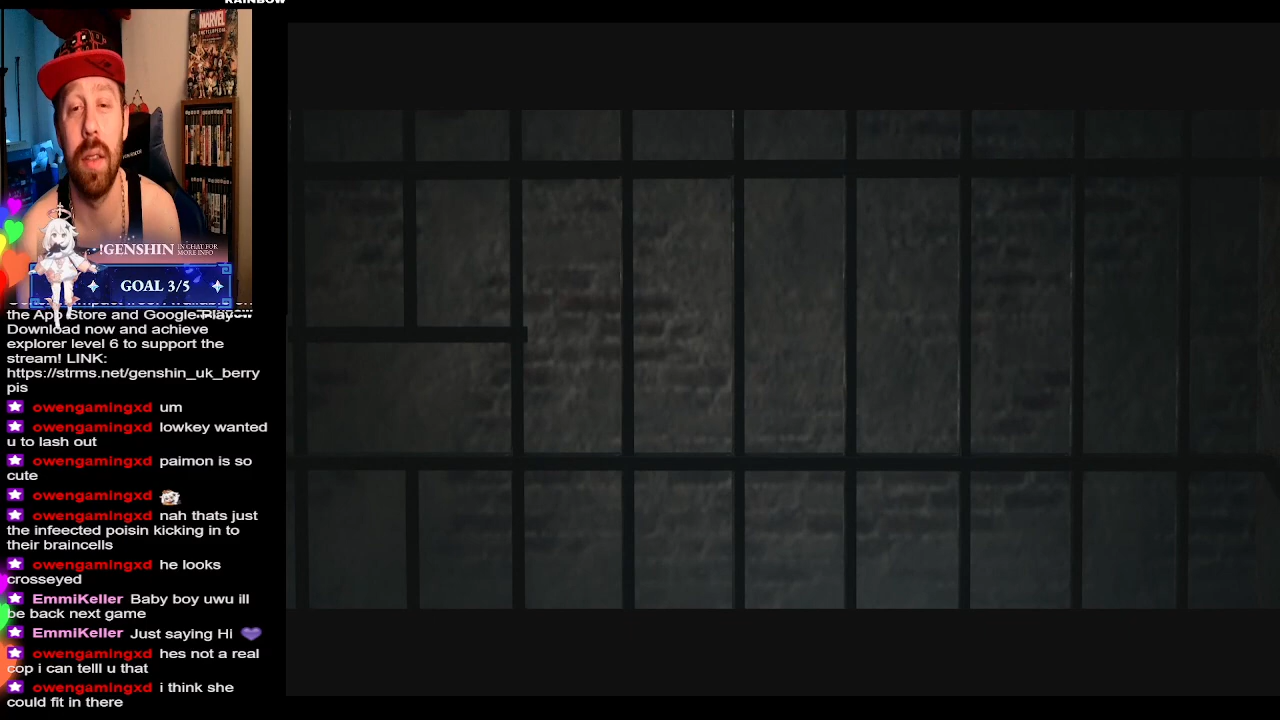 RAINBOW
MARVEL
ENCYCLOPEDIA
!GENSHIN IN CHAT FOR
MORE INFO
GOAL 3/5
the App Store and Google Play.
Download now and achieve
explorer level 6 to support the
stream! LINK:
https://strms.net/genshin_uk_berry
pis
owengamingxd um
owengamingxd lowkey wanted
u to lash out
owengamingxd paimon is so
cute
owengamingxd
owengamingxd nah thats just
the infeected poisin kicking in to
their braincells
owengamingxd he looks
crosseyed
EmmiKeller Baby boy uwu ill
be back next game
EmmiKeller Just saying Hi
owengamingxd hes not a real
cop i can telll u that
owengamingxd i think she
could fit in there